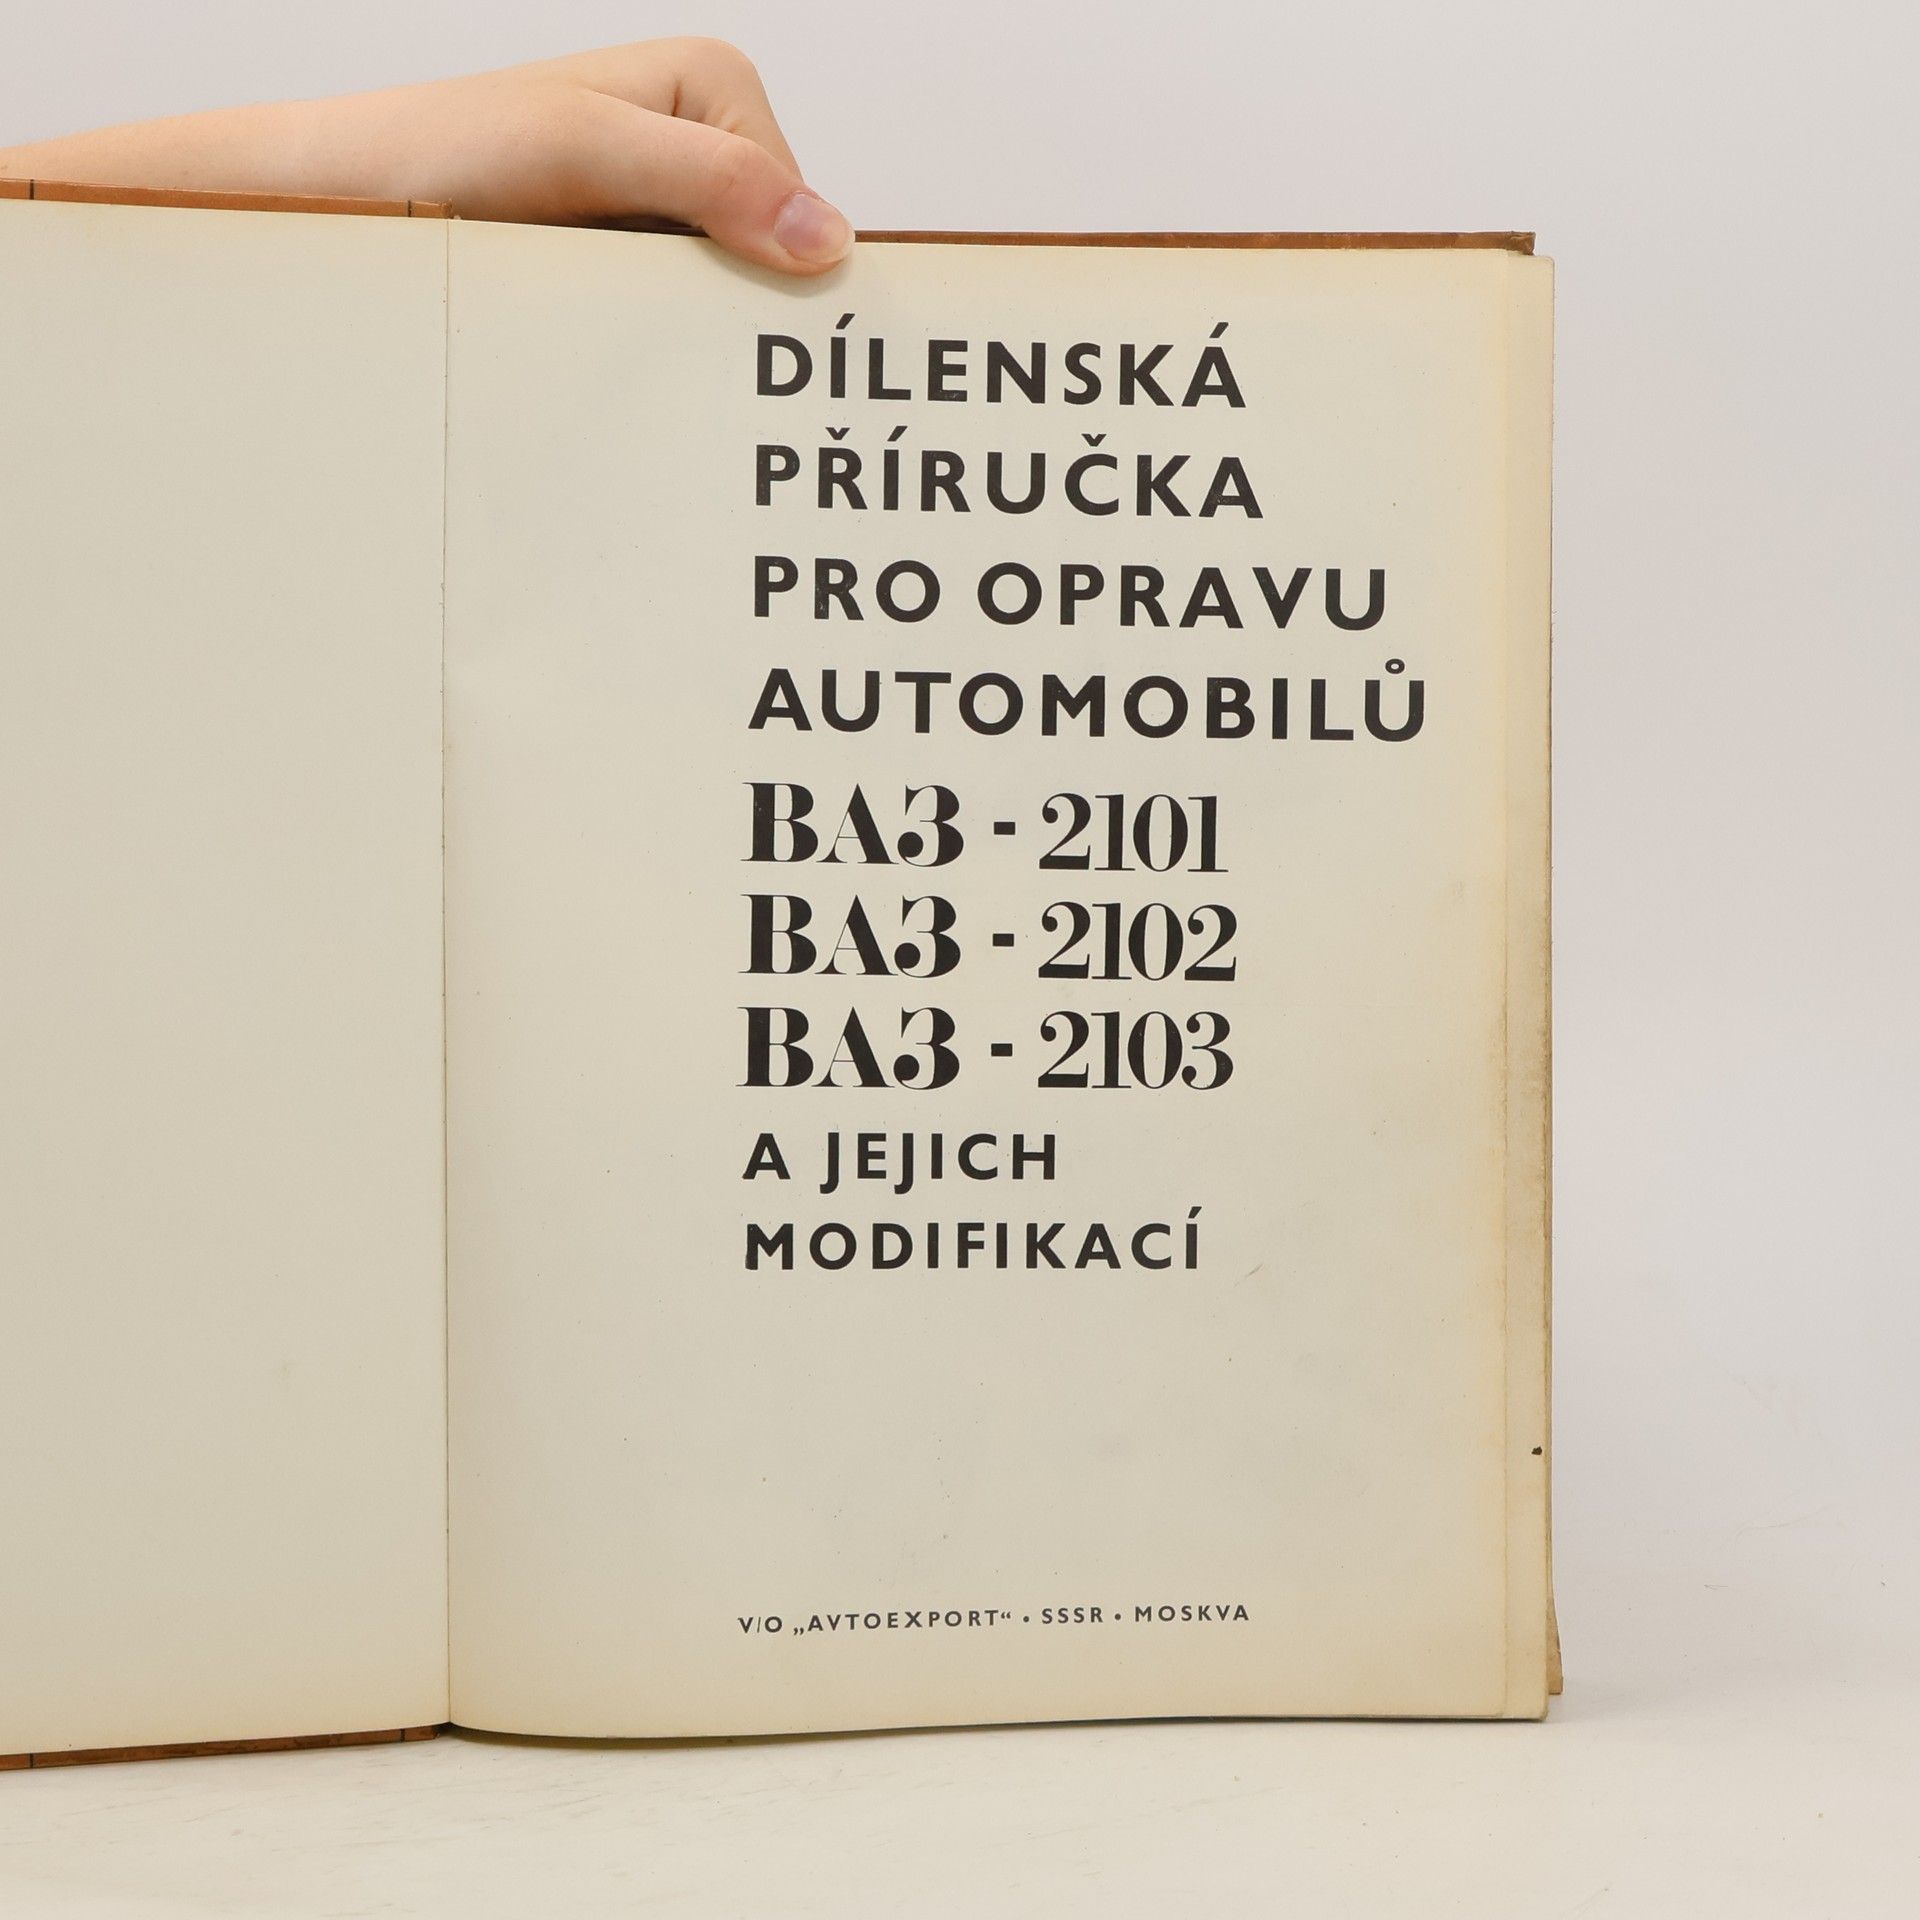 DÍLENSKÁ
PŘÍRUČKA
PRO OPRAVU
AUTOMOBILŮ
ВАЗ - 2101
ВАЗ - 2102
ВАЗ - 2103
A JEJICH
MODIFIKACÍ
V/O „AVTOEXPORT“ • SSSR • MOSKVA